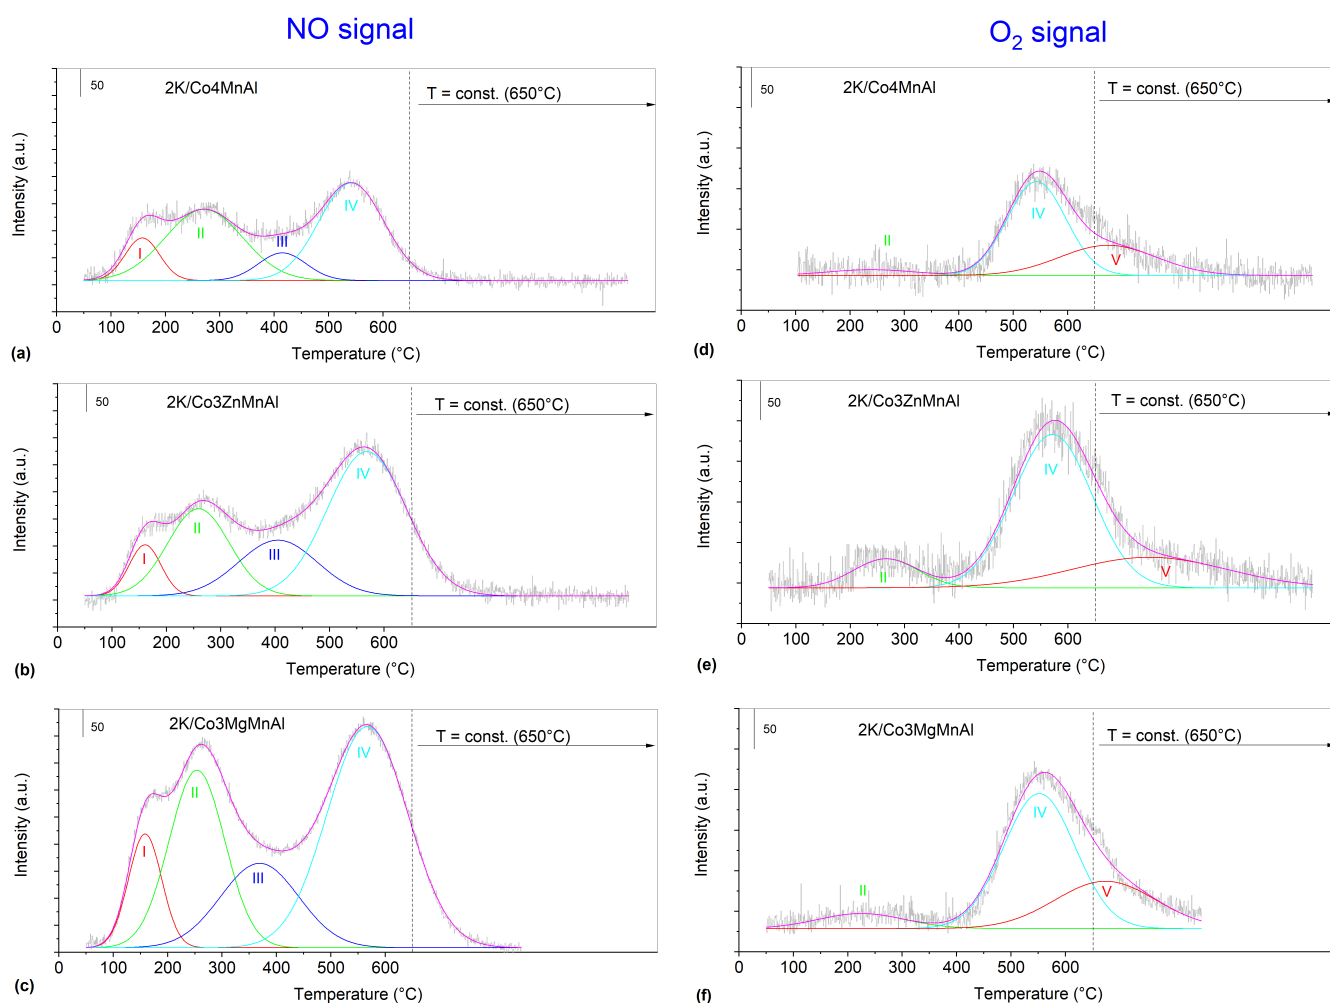 NO signal
O₂ signal
50
2K/Co4MnAl
T = const. (650°C)
Intensity (a.u.)
I
II
III
IV
0 100 200 300 400 500 600
Temperature (°C)
(a)
50
2K/Co4MnAl
T = const. (650°C)
Intensity (a.u.)
II
IV
V
0 100 200 300 400 500 600
Temperature (°C)
(d)
50
2K/Co3ZnMnAl
T = const. (650°C)
Intensity (a.u.)
I
II
III
IV
0 100 200 300 400 500 600
Temperature (°C)
(b)
50
2K/Co3ZnMnAl
T = const. (650°C)
Intensity (a.u.)
II
IV
V
0 100 200 300 400 500 600
Temperature (°C)
(e)
50
2K/Co3MgMnAl
T = const. (650°C)
Intensity (a.u.)
I
II
III
IV
0 100 200 300 400 500 600
Temperature (°C)
(c)
50
2K/Co3MgMnAl
T = const. (650°C)
Intensity (a.u.)
II
IV
V
0 100 200 300 400 500 600
Temperature (°C)
(f)